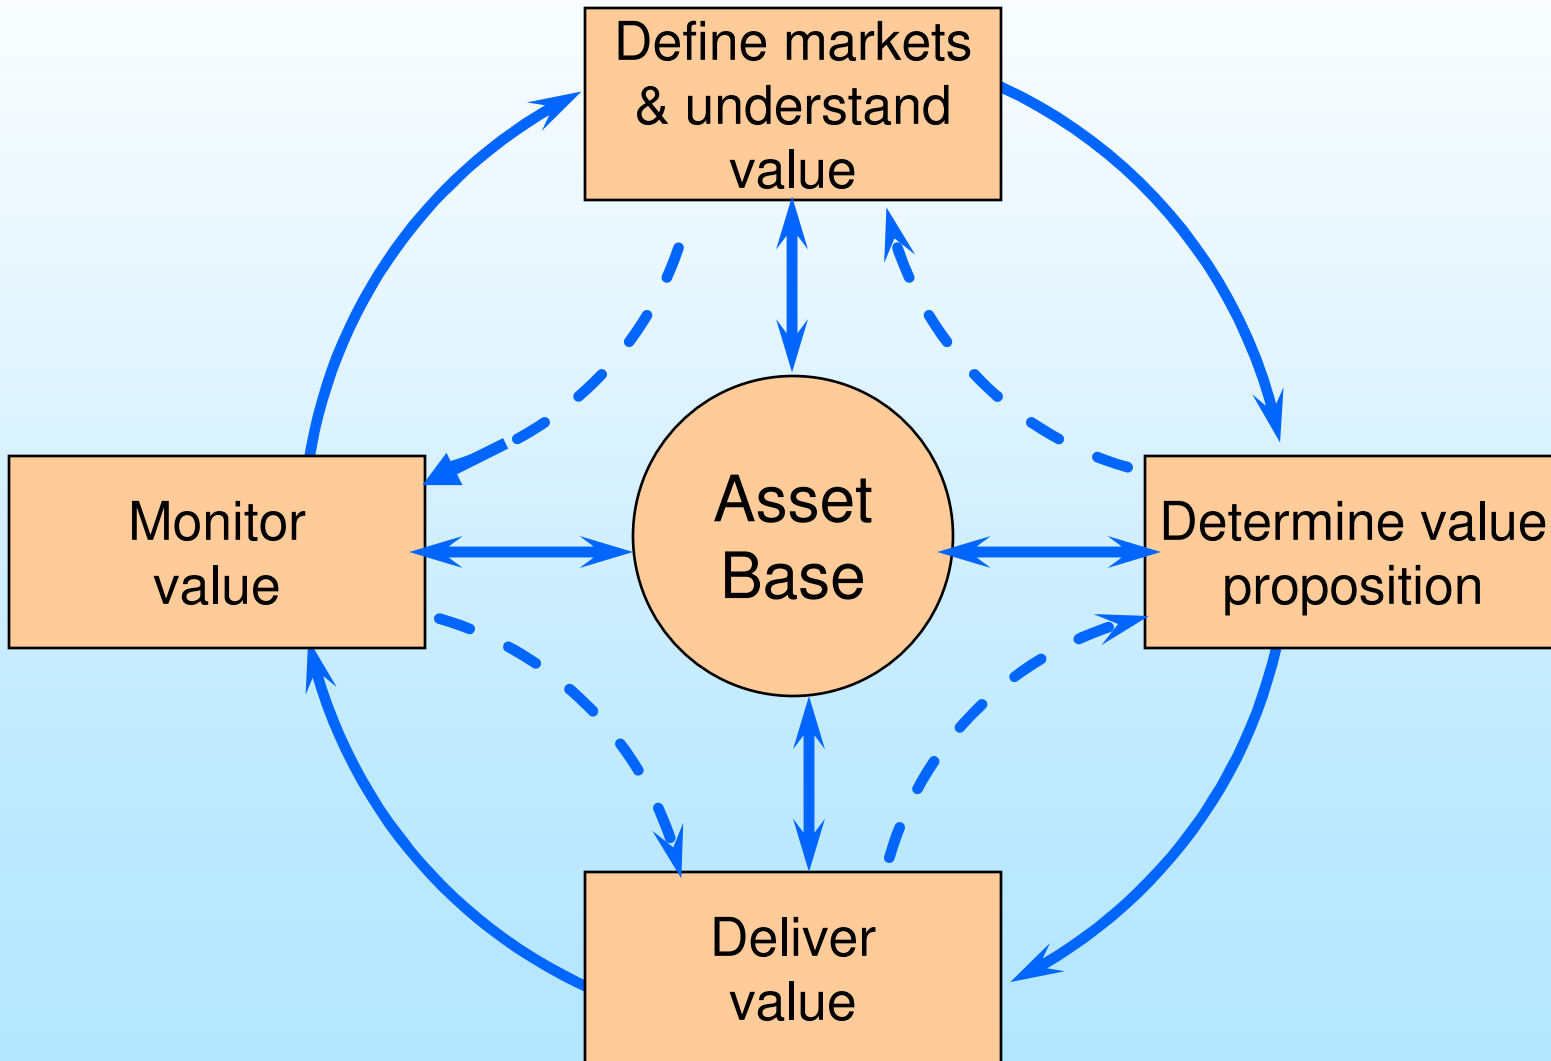 Define markets
& understand
value
Asset
Base
Monitor
value
Determine value
proposition
Deliver
value